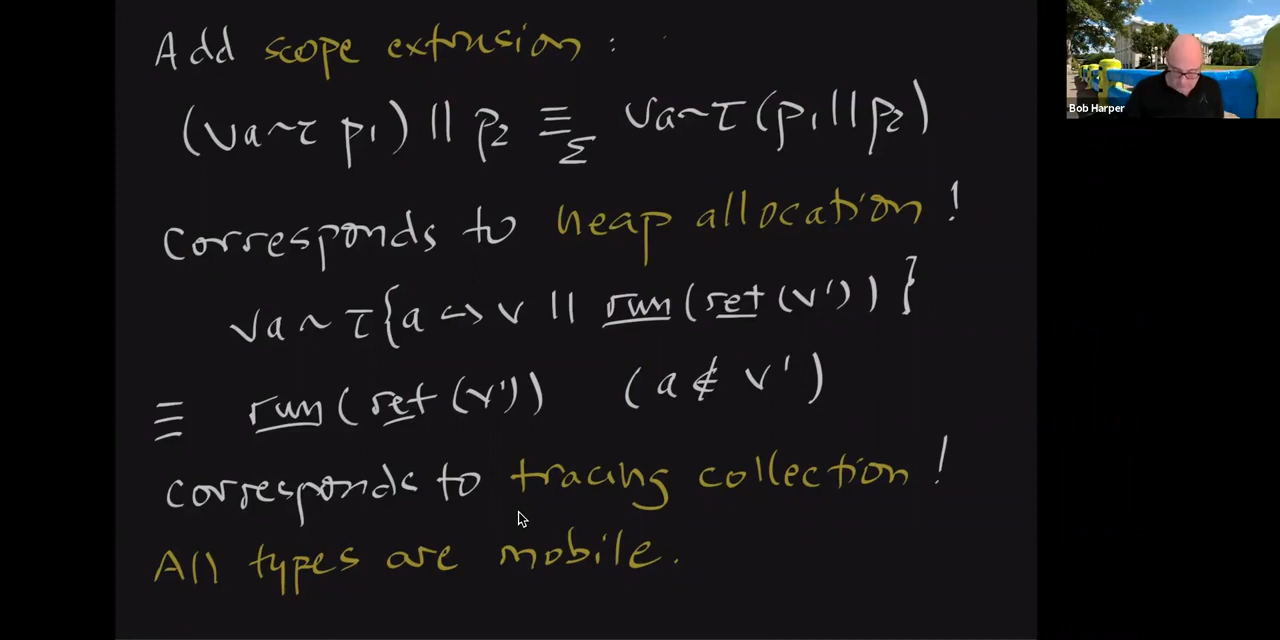 Add scope extrusion :
(νa~τ p1) || p2 ≡Σ νa~τ(p1||p2)
corresponds to heap allocation !
νa~τ{a ↪ v || run(ret(v')) }
≡ run(ret(v')) (a ∉ v')
corresponds to tracing collection !
All types are mobile.
Bob Harper